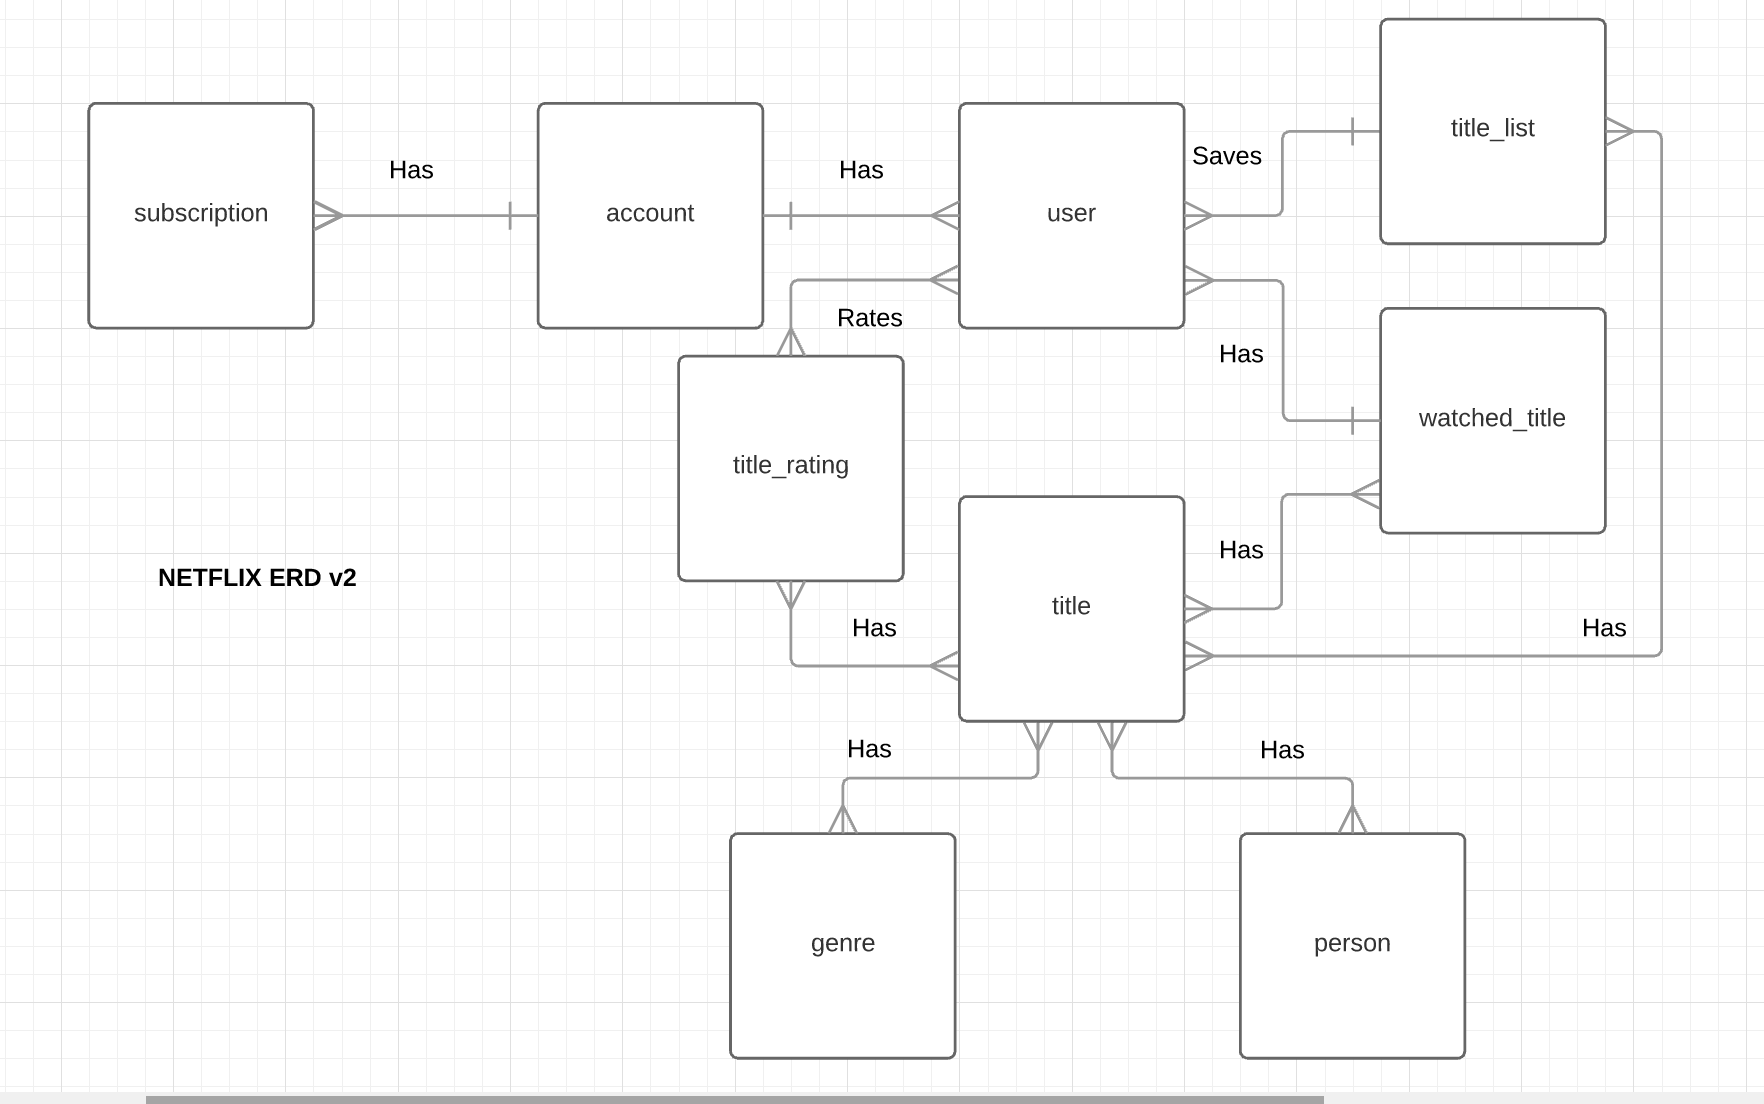 title_list
Saves
Has
Has
subscription
account
user
Rates
Has
watched_title
title_rating
Has
NETFLIX ERD v2
title
Has
Has
Has
Has
genre
person